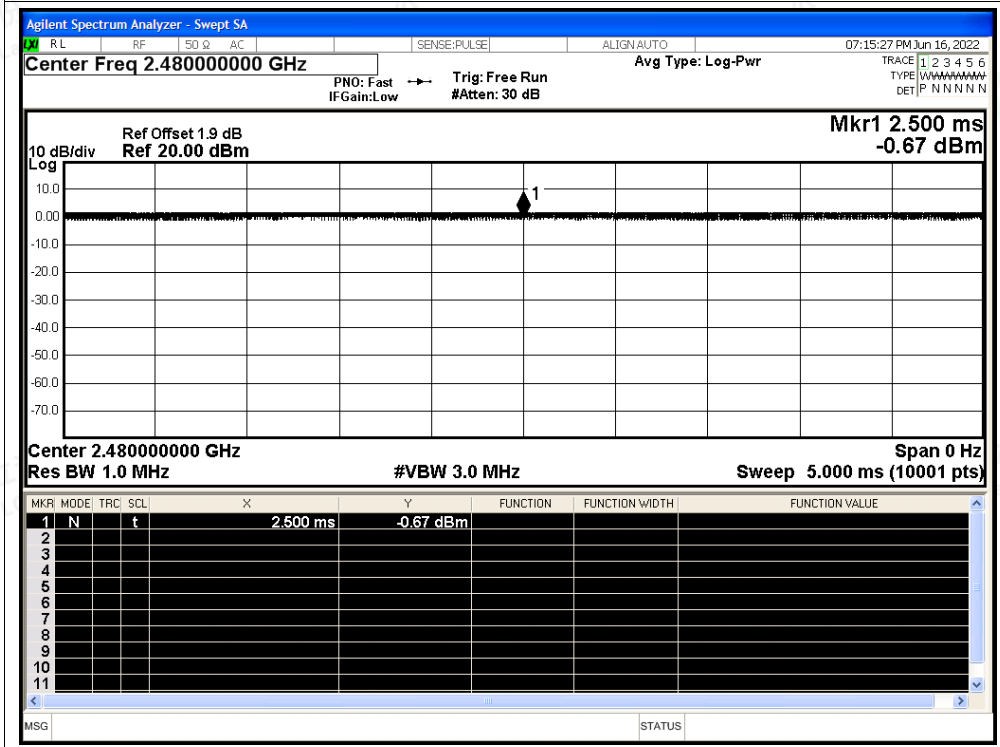 Agilent Spectrum Analyzer - Swept SA
LXI RL RF 50 Ω AC SENSE:PULSE ALIGN AUTO 07:15:27 PM Jun 16, 2022
Center Freq 2.480000000 GHz Avg Type: Log-Pwr TRACE 1 2 3 4 5 6
PNO: Fast Trig: Free Run TYPE
IFGain:Low #Atten: 30 dB DET P N N N N N
Mkr1 2.500 ms
Ref Offset 1.9 dB
10 dB/div Ref 20.00 dBm -0.67 dBm
Log
10.0
1
0.00
-10.0
-20.0
-30.0
-40.0
-50.0
-60.0
-70.0
Center 2.480000000 GHz Span 0 Hz
Res BW 1.0 MHz #VBW 3.0 MHz Sweep 5.000 ms (10001 pts)
MKR MODE TRC SCL X Y FUNCTION FUNCTION WIDTH FUNCTION VALUE
1 N t 2.500 ms -0.67 dBm
2
3
4
5
6
7
8
9
10
11
MSG STATUS